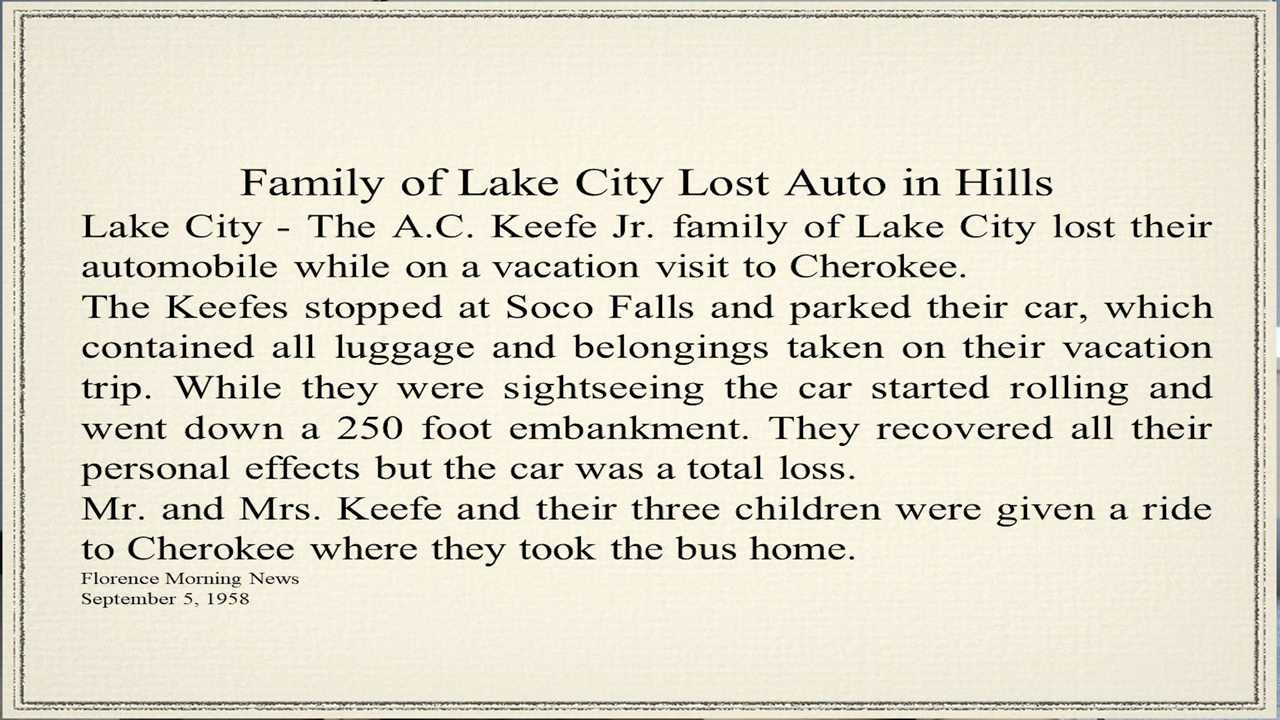 Family of Lake City Lost Auto in Hills
Lake City - The A.C. Keefe Jr. family of Lake City lost their
automobile while on a vacation visit to Cherokee.
The Keefes stopped at Soco Falls and parked their car, which
contained all luggage and belongings taken on their vacation
trip. While they were sightseeing the car started rolling and
went down a 250 foot embankment. They recovered all their
personal effects but the car was a total loss.
Mr. and Mrs. Keefe and their three children were given a ride
to Cherokee where they took the bus home.
Florence Morning News
September 5, 1958